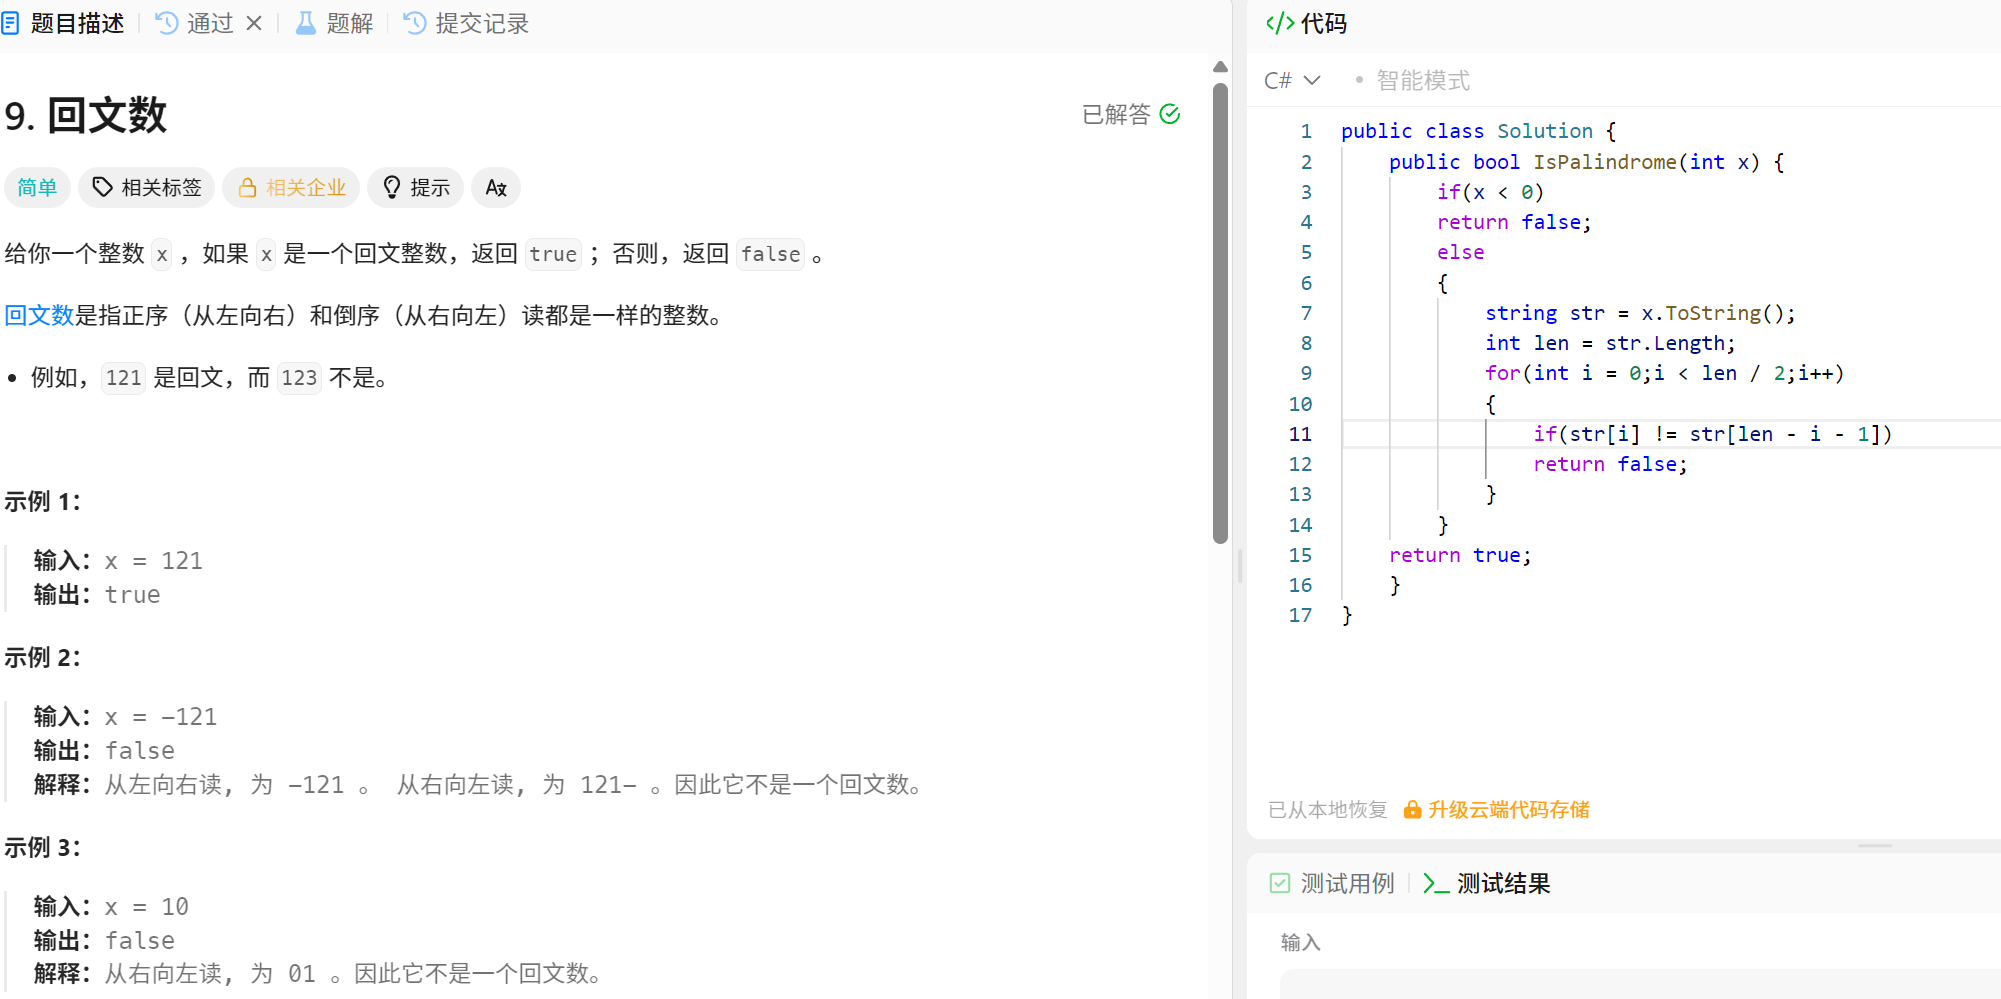 题目描述 通过 题解 提交记录
9. 回文数
已解答
简单 相关标签 相关企业 提示
给你一个整数 x ，如果 x 是一个回文整数，返回 true ；否则，返回 false 。
回文数是指正序（从左向右）和倒序（从右向左）读都是一样的整数。
• 例如，121 是回文，而 123 不是。
示例 1：
输入：x = 121
输出：true
示例 2：
输入：x = -121
输出：false
解释：从左向右读, 为 -121 。 从右向左读, 为 121- 。因此它不是一个回文数。
示例 3：
输入：x = 10
输出：false
解释：从右向左读, 为 01 。因此它不是一个回文数。
</> 代码
C# • 智能模式
1 public class Solution {
2 public bool IsPalindrome(int x) {
3 if(x < 0)
4 return false;
5 else
6 {
7 string str = x.ToString();
8 int len = str.Length;
9 for(int i = 0;i < len / 2;i++)
10 {
11 if(str[i] != str[len - i - 1])
12 return false;
13 }
14 }
15 return true;
16 }
17 }
已从本地恢复 升级云端代码存储
测试用例 测试结果
输入